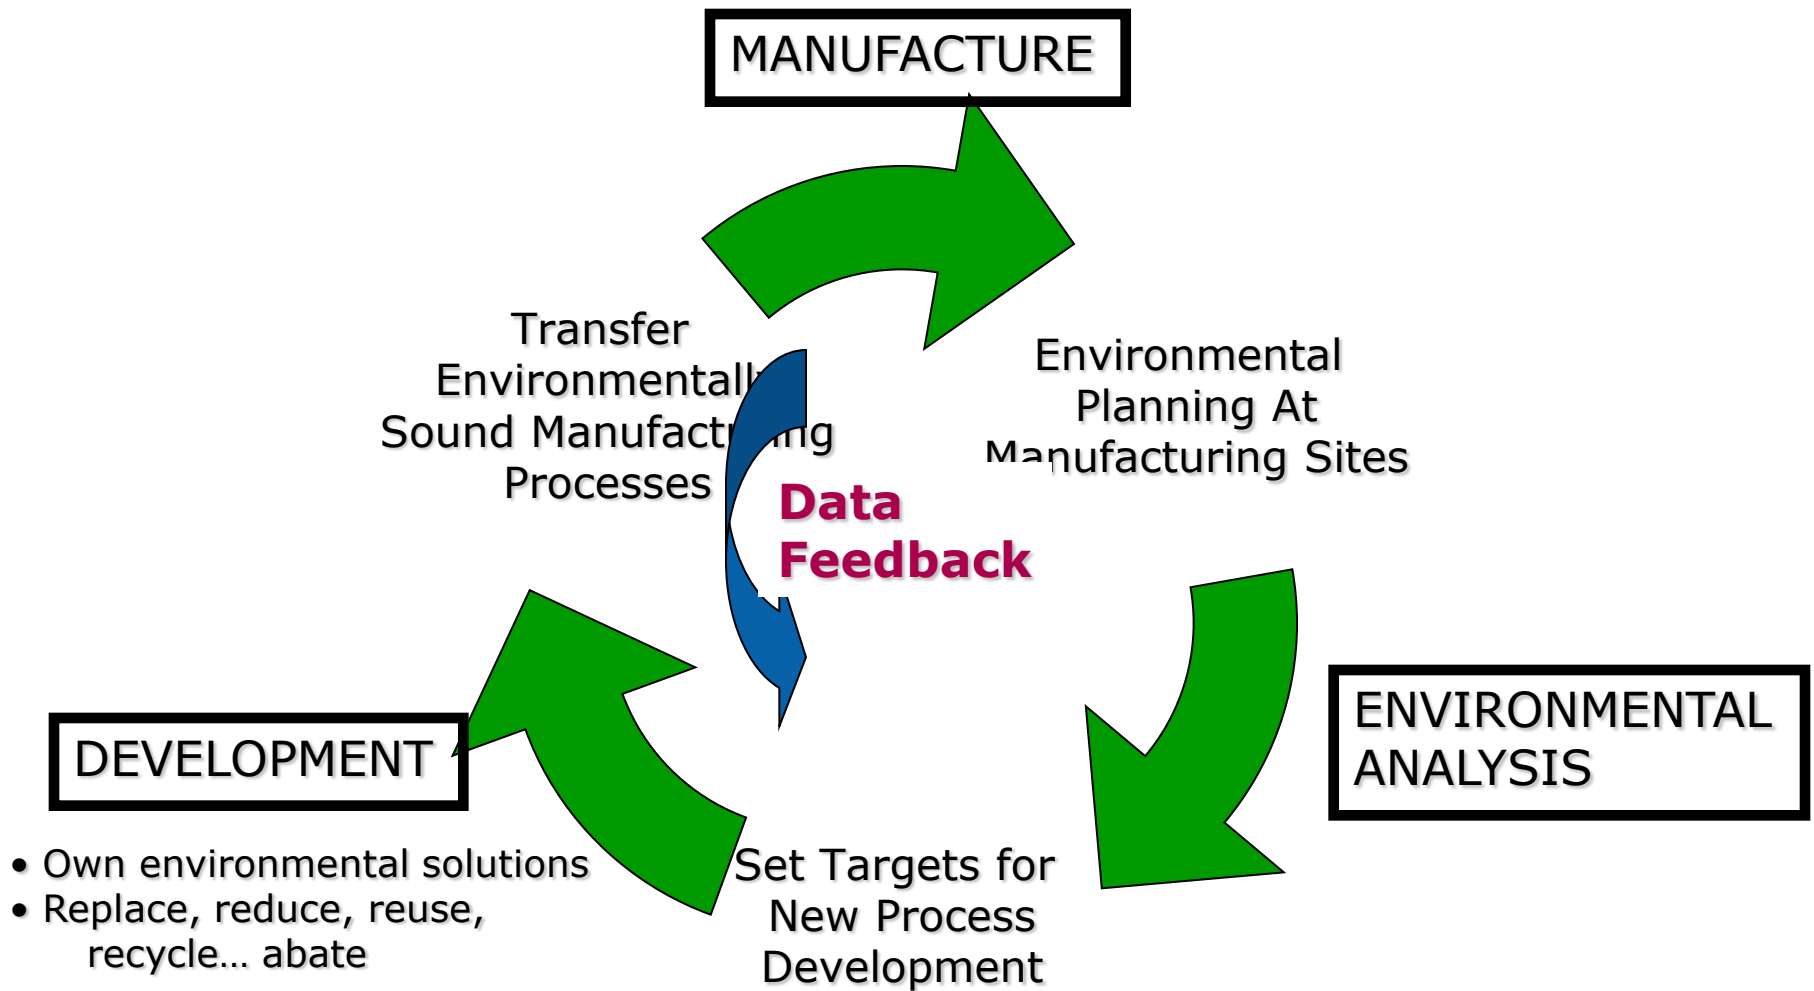 MANUFACTURE
Transfer
Environmentally
Sound Manufacturing
Processes
Environmental
Planning At
Manufacturing Sites
Data
Feedback
DEVELOPMENT
ENVIRONMENTAL
ANALYSIS
• Own environmental solutions
• Replace, reduce, reuse,
recycle... abate
Set Targets for
New Process
Development